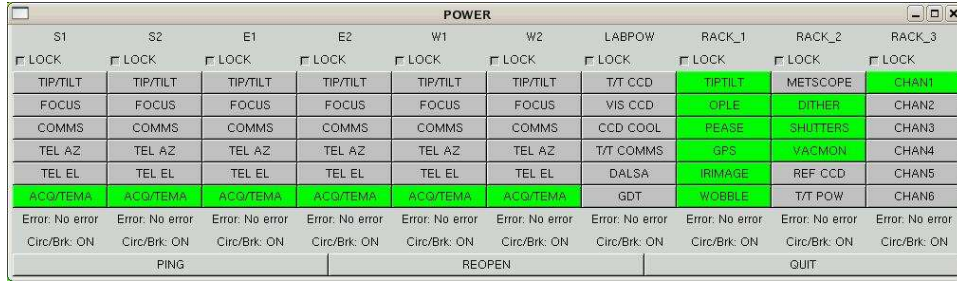 POWER
S1 S2 E1 E2 W1 W2 LABPOW RACK_1 RACK_2 RACK_3
LOCK LOCK LOCK LOCK LOCK LOCK LOCK LOCK LOCK LOCK
TIP/TILT TIP/TILT TIP/TILT TIP/TILT TIP/TILT TIP/TILT T/T CCD TIPTILT METSCOPE CHAN1
FOCUS FOCUS FOCUS FOCUS FOCUS FOCUS VIS CCD OPLE DITHER CHAN2
COMMS COMMS COMMS COMMS COMMS COMMS CCD COOL PEASE SHUTTERS CHAN3
TEL AZ TEL AZ TEL AZ TEL AZ TEL AZ TEL AZ T/T COMMS GPS VACMON CHAN4
TEL EL TEL EL TEL EL TEL EL TEL EL TEL EL DALSA IRIMAGE REF CCD CHAN5
ACQ/TEMA ACQ/TEMA ACQ/TEMA ACQ/TEMA ACQ/TEMA ACQ/TEMA GDT WOBBLE T/T POW CHAN6
Error: No error Error: No error Error: No error Error: No error Error: No error Error: No error Error: No error Error: No error Error: No error Error: No error
Circ/Brk: ON Circ/Brk: ON Circ/Brk: ON Circ/Brk: ON Circ/Brk: ON Circ/Brk: ON Circ/Brk: ON Circ/Brk: ON Circ/Brk: ON Circ/Brk: ON
PING REOPEN QUIT